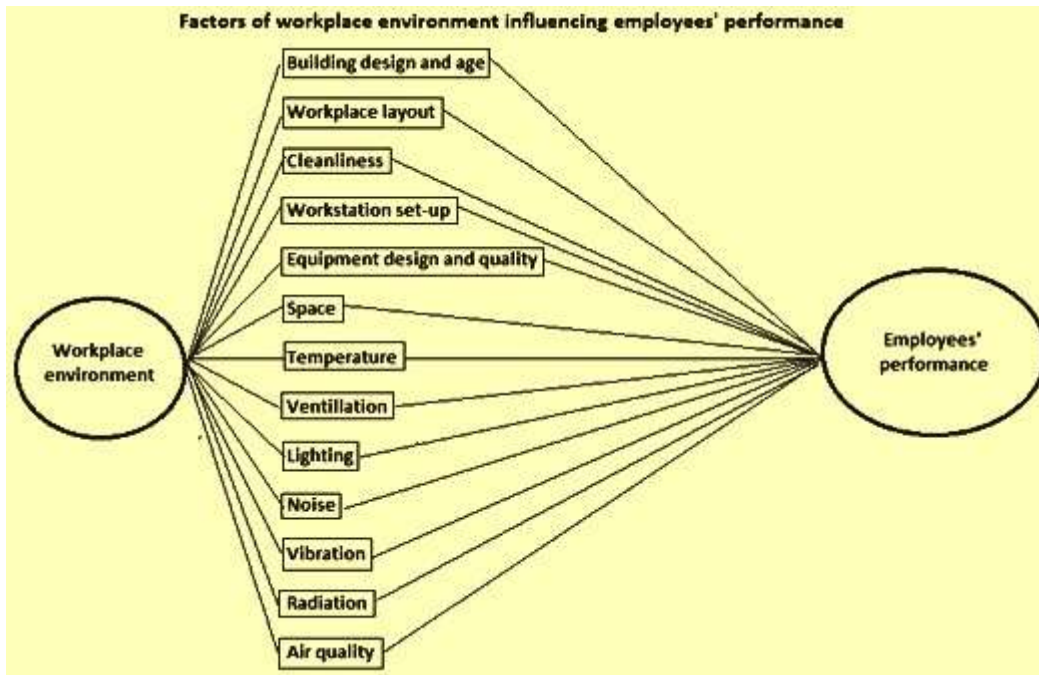 Factors of workplace environment influencing employees' performance
Building design and age
Workplace layout
Cleanliness
Workstation set-up
Equipment design and quality
Space
Workplace
environment
Temperature
Employees'
performance
Ventillation
Lighting
Noise
Vibration
Radiation
Air quality